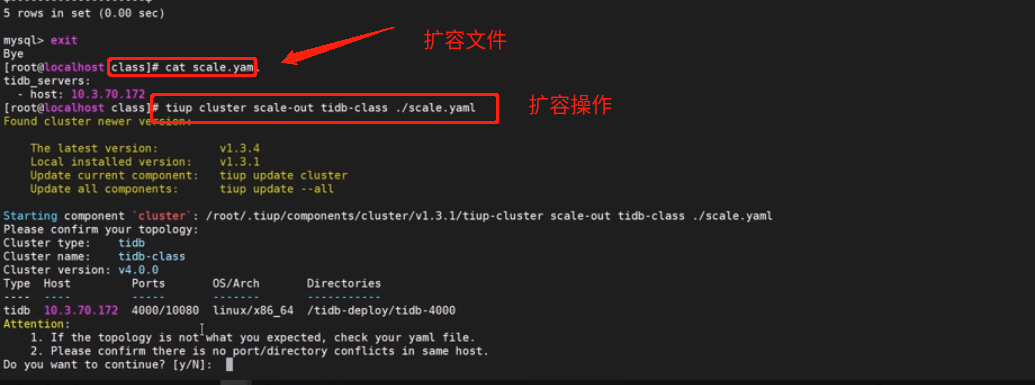 5 rows in set (0.00 sec)
mysql> exit
Bye
[root@localhost class]# cat scale.yaml
tidb_servers:
  - host: 10.3.70.172
[root@localhost class]# tiup cluster scale-out tidb-class ./scale.yaml
Found cluster newer version:
    The latest version:         v1.3.4
    Local installed version:    v1.3.1
    Update current component:   tiup update cluster
    Update all components:      tiup update --all
Starting component `cluster`: /root/.tiup/components/cluster/v1.3.1/tiup-cluster scale-out tidb-class ./scale.yaml
Please confirm your topology:
Cluster type:    tidb
Cluster name:    tidb-class
Cluster version: v4.0.0
Type  Host         Ports       OS/Arch       Directories
----  ----         -----       -------       -----------
tidb  10.3.70.172  4000/10080  linux/x86_64  /tidb-deploy/tidb-4000
Attention:
    1. If the topology is not what you expected, check your yaml file.
    2. Please confirm there is no port/directory conflicts in same host.
Do you want to continue? [y/N]:
扩容文件
扩容操作